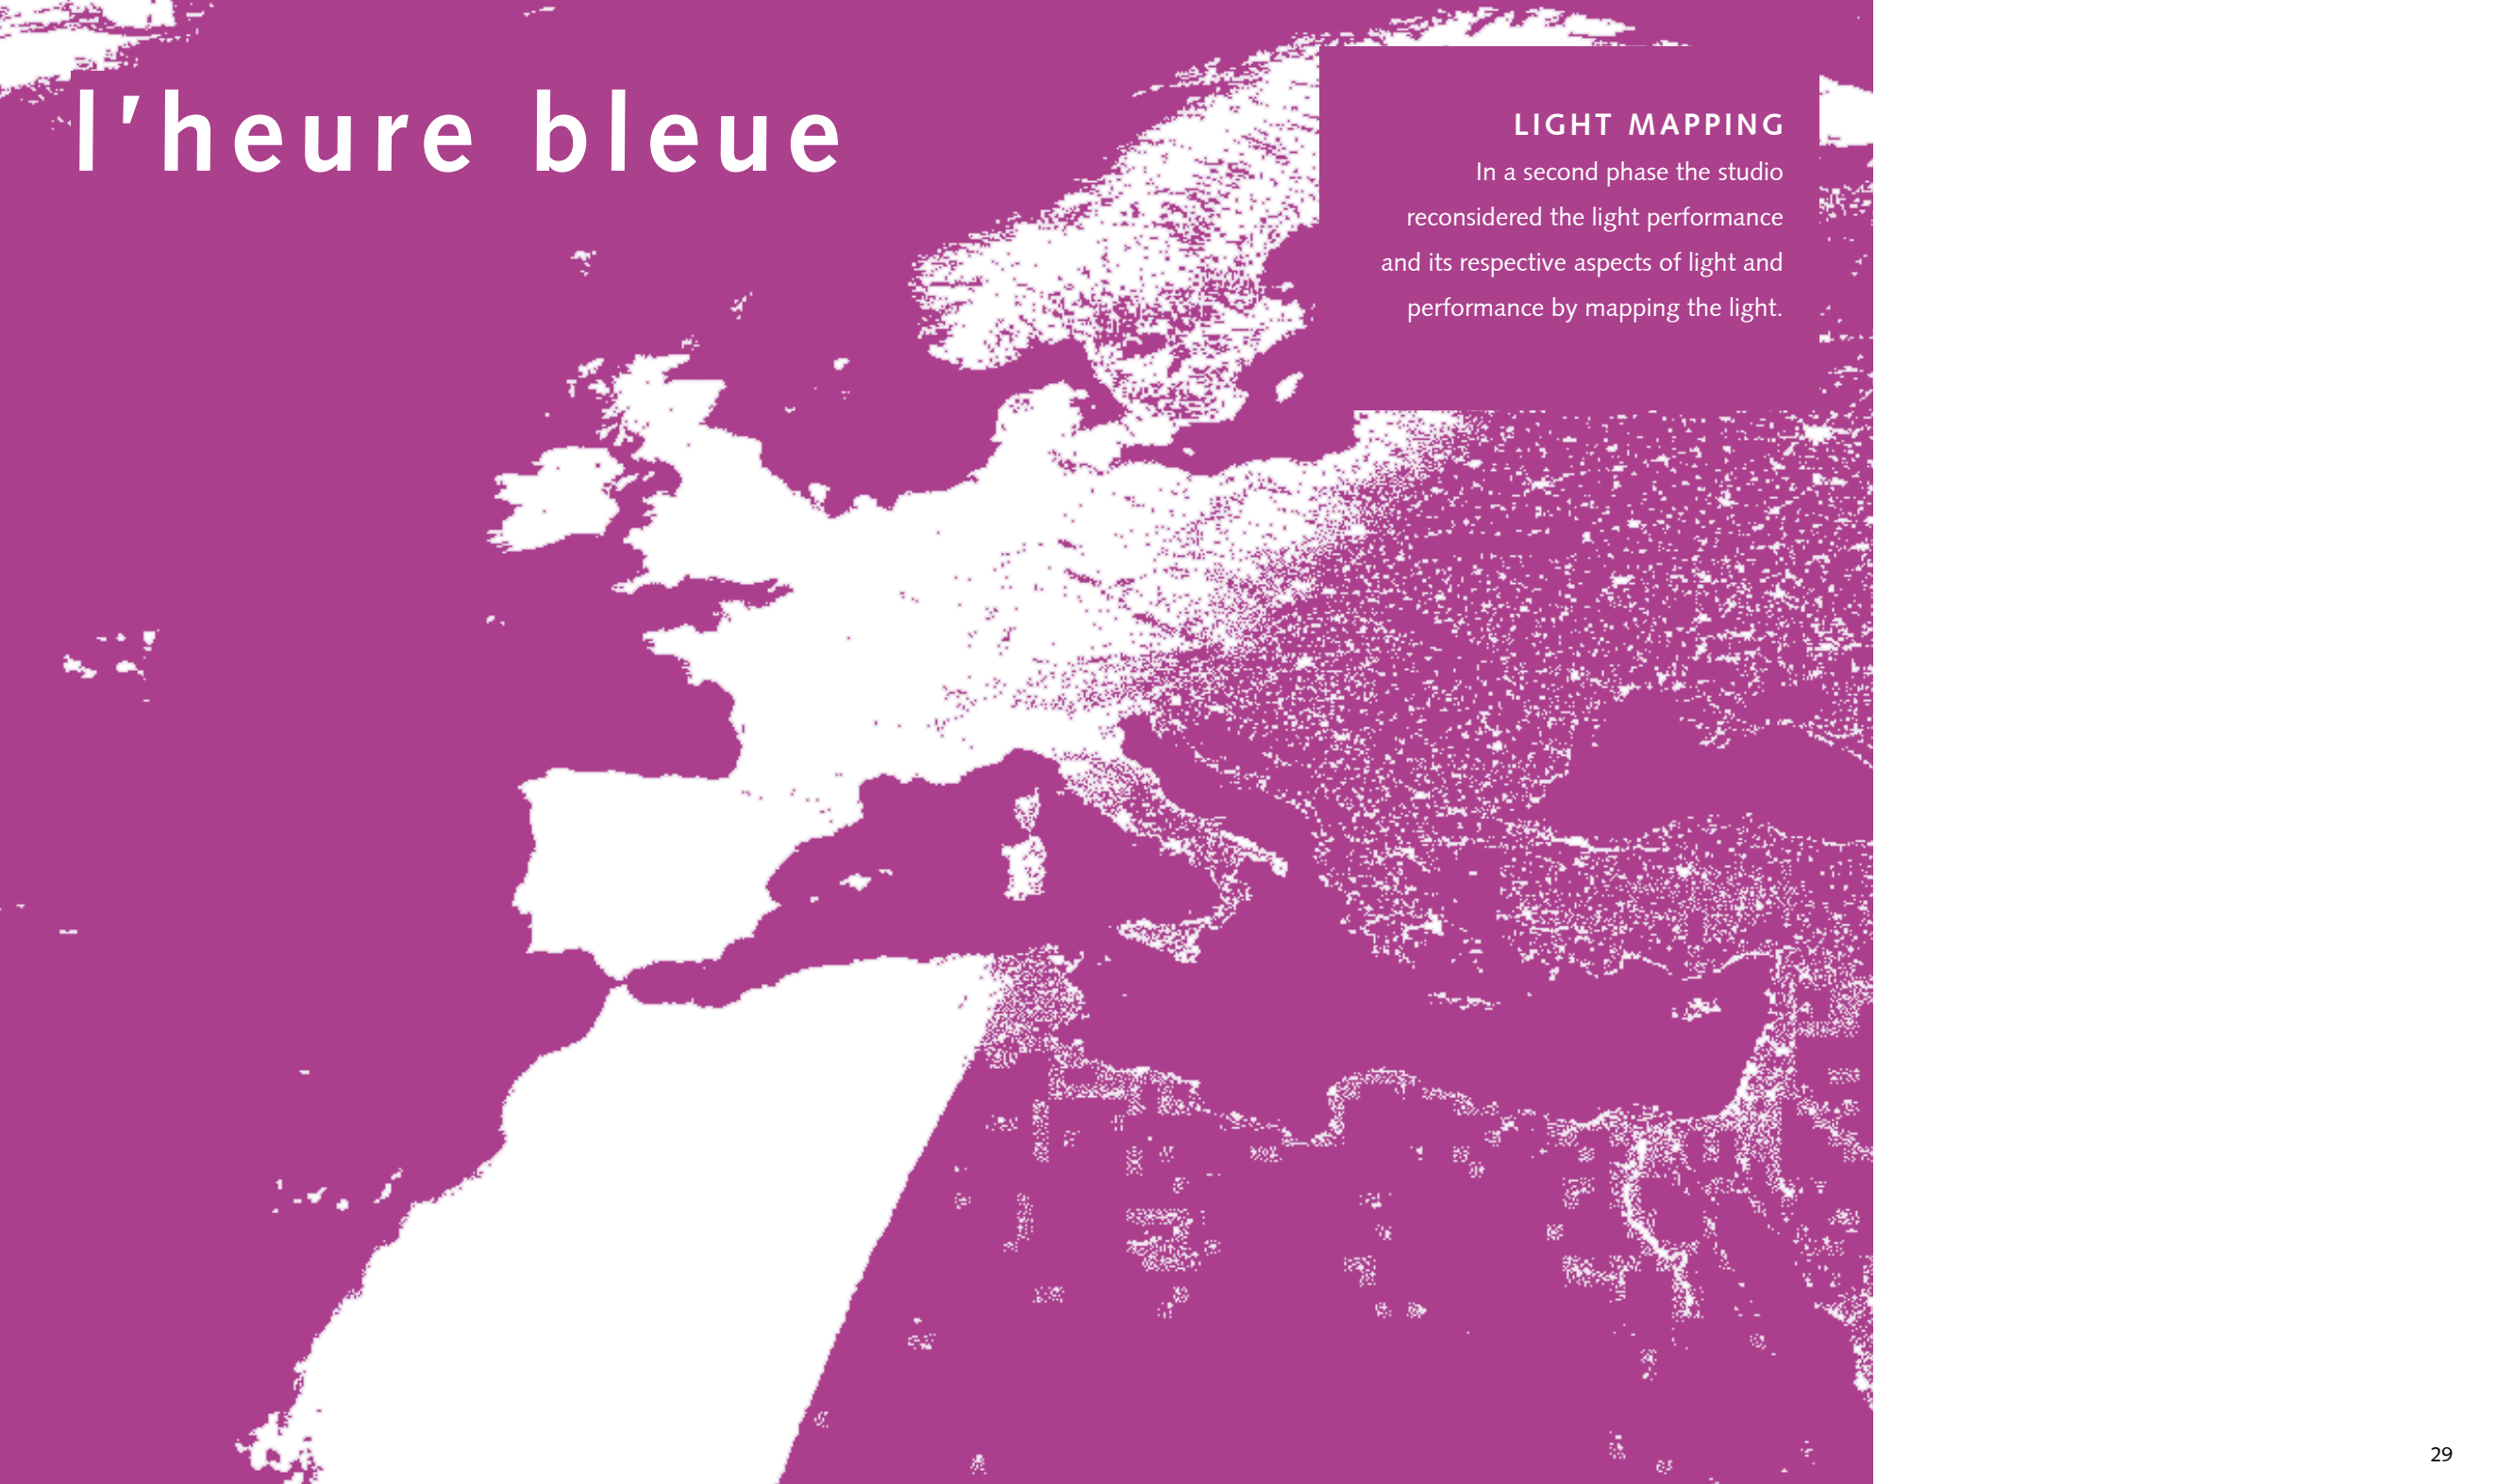 l'heure bleue
LIGHT MAPPING
In a second phase the studio
reconsidered the light performance
and its respective aspects of light and
performance by mapping the light.
29